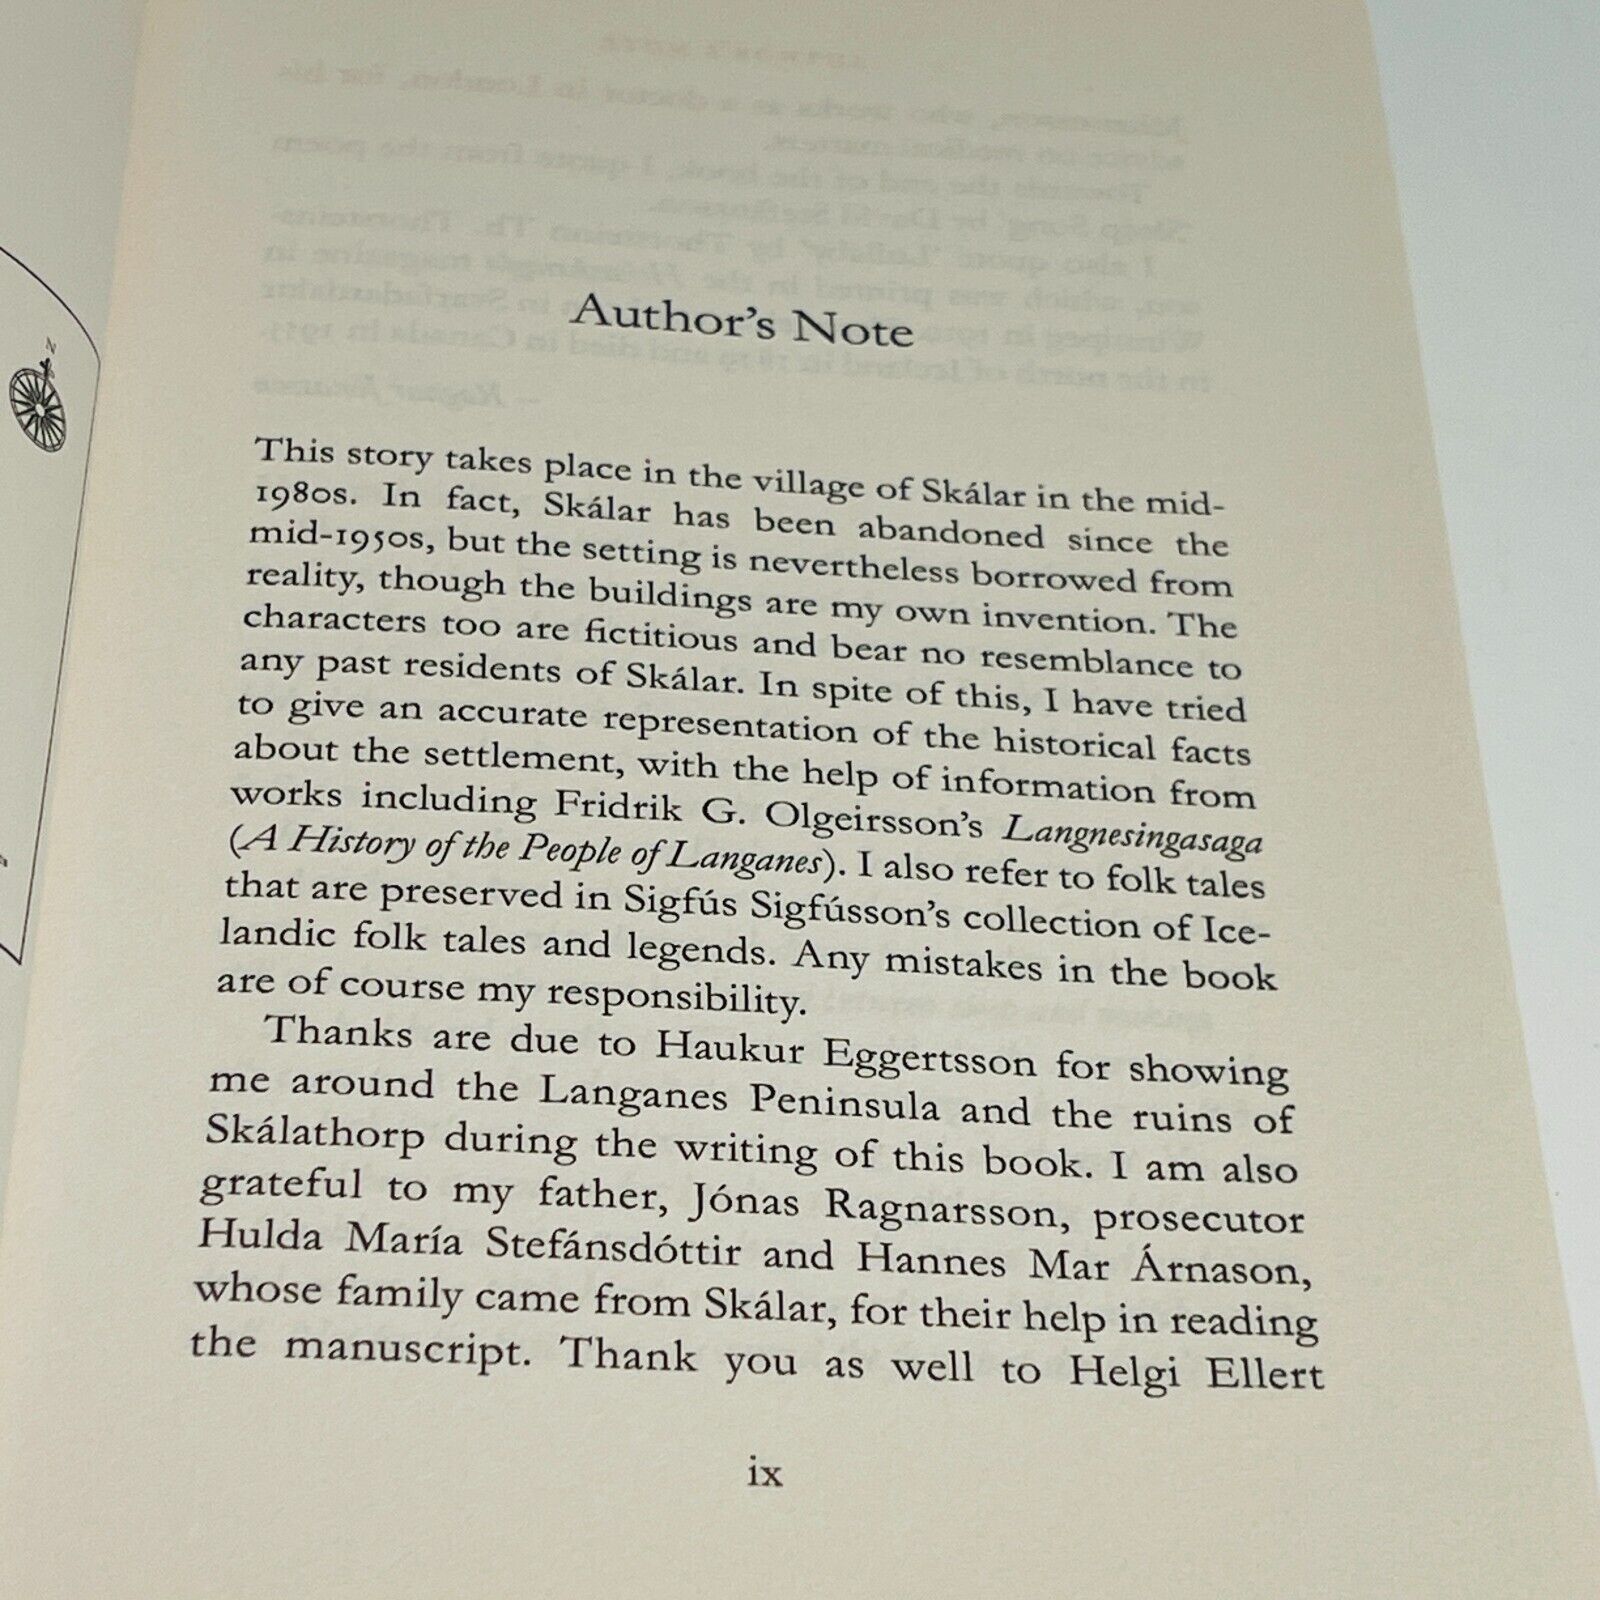 Author's Note
This story takes place in the village of Skálar in the mid-
1980s. In fact, Skálar has been abandoned since the
mid-1950s, but the setting is nevertheless borrowed from
reality, though the buildings are my own invention. The
characters too are fictitious and bear no resemblance to
any past residents of Skálar. In spite of this, I have tried
to give an accurate representation of the historical facts
about the settlement, with the help of information from
works including Fridrik G. Olgeirsson's Langnesingasaga
(A History of the People of Langanes). I also refer to folk tales
that are preserved in Sigfús Sigfússon's collection of Ice-
landic folk tales and legends. Any mistakes in the book
are of course my responsibility.
Thanks are due to Haukur Eggertsson for showing
me around the Langanes Peninsula and the ruins of
Skálathorp during the writing of this book. I am also
grateful to my father, Jónas Ragnarsson, prosecutor
Hulda María Stefánsdóttir and Hannes Mar Árnason,
whose family came from Skálar, for their help in reading
the manuscript. Thank you as well to Helgi Ellert
ix
N